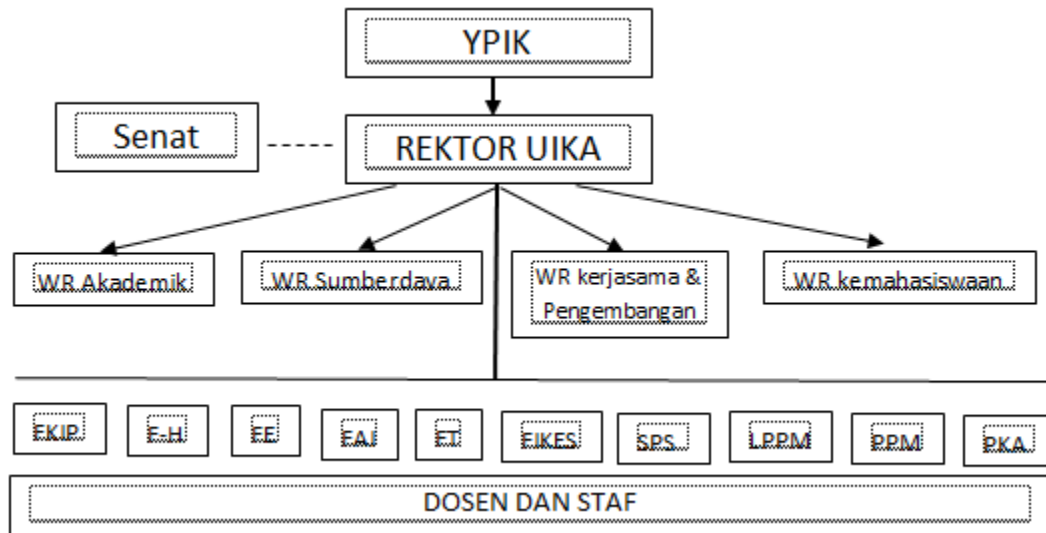 YPIK
Senat
REKTOR UIKA
WR Akademik
WR Sumberdaya
WR kerjasama &
Pengembangan
WR kemahasiswaan
FKIP
F-H
FE
FAI
FT
FIKES
SPS
LPPM
PPM
PKA
DOSEN DAN STAF